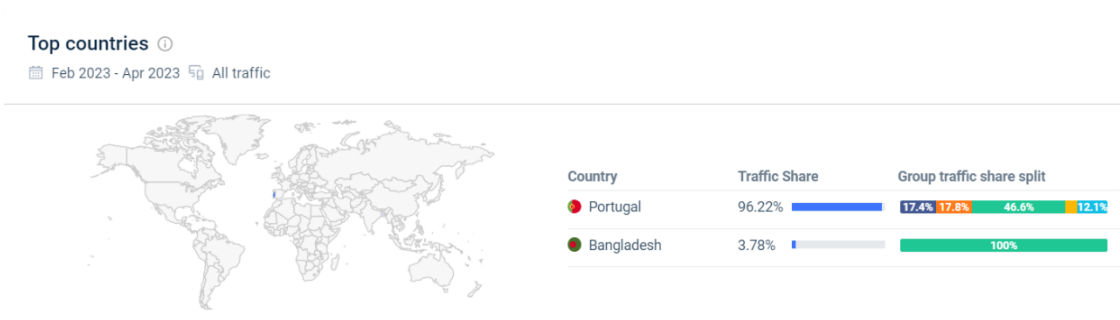 Top countries
Feb 2023 - Apr 2023 All traffic
Country Traffic Share Group traffic share split
Portugal 96.22% 17.4% 17.8% 46.6% 12.1%
Bangladesh 3.78% 100%